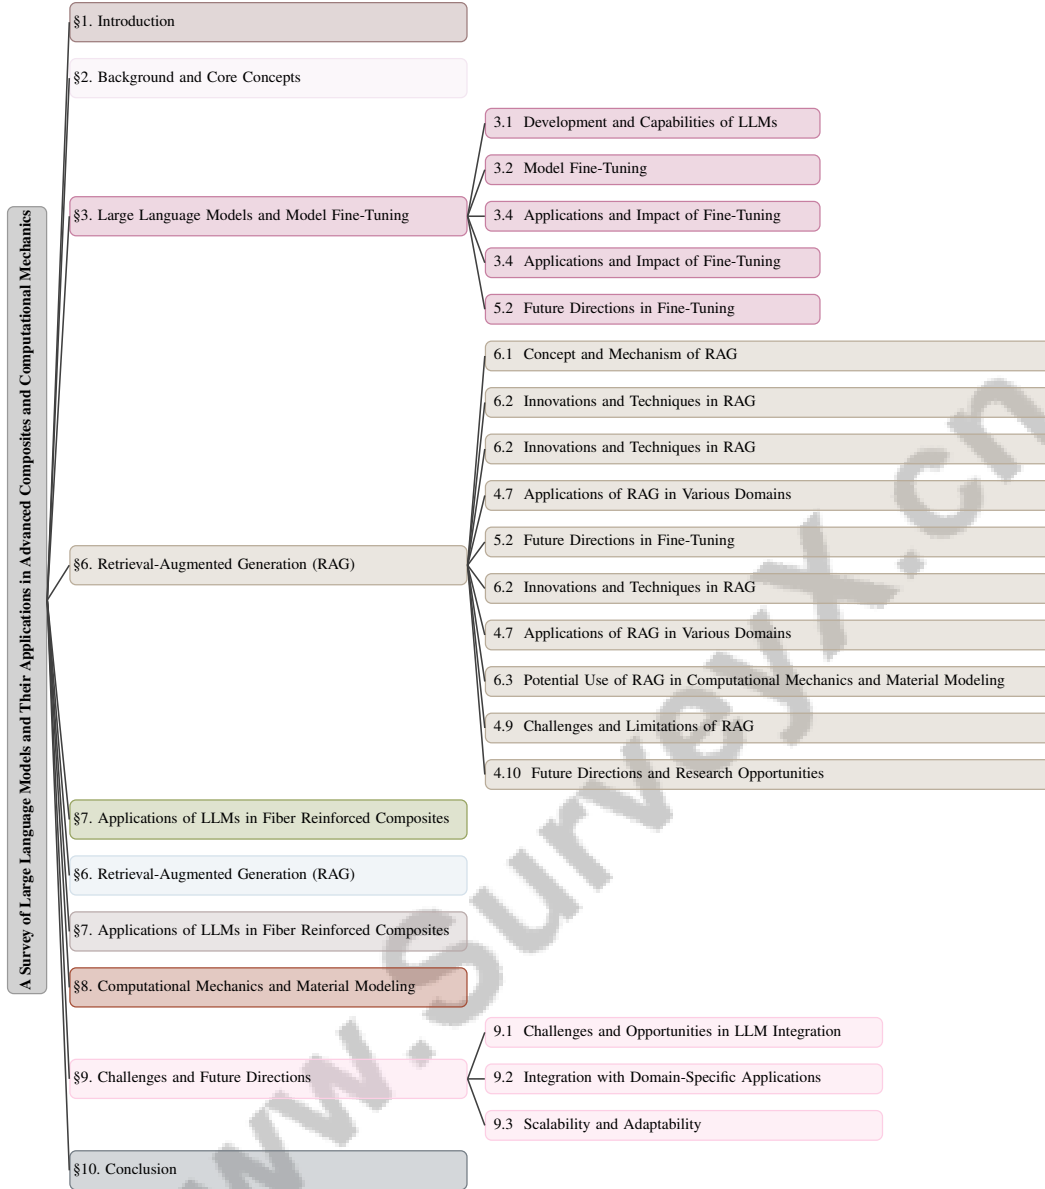 A Survey of Large Language Models and Their Applications in Advanced Composites and Computational Mechanics
§1. Introduction
§2. Background and Core Concepts
§3. Large Language Models and Model Fine-Tuning
3.1 Development and Capabilities of LLMs
3.2 Model Fine-Tuning
3.4 Applications and Impact of Fine-Tuning
3.4 Applications and Impact of Fine-Tuning
5.2 Future Directions in Fine-Tuning
§6. Retrieval-Augmented Generation (RAG)
6.1 Concept and Mechanism of RAG
6.2 Innovations and Techniques in RAG
6.2 Innovations and Techniques in RAG
4.7 Applications of RAG in Various Domains
5.2 Future Directions in Fine-Tuning
6.2 Innovations and Techniques in RAG
4.7 Applications of RAG in Various Domains
6.3 Potential Use of RAG in Computational Mechanics and Material Modeling
4.9 Challenges and Limitations of RAG
4.10 Future Directions and Research Opportunities
§7. Applications of LLMs in Fiber Reinforced Composites
§6. Retrieval-Augmented Generation (RAG)
§7. Applications of LLMs in Fiber Reinforced Composites
§8. Computational Mechanics and Material Modeling
§9. Challenges and Future Directions
9.1 Challenges and Opportunities in LLM Integration
9.2 Integration with Domain-Specific Applications
9.3 Scalability and Adaptability
§10. Conclusion
www.SurveyX.cn